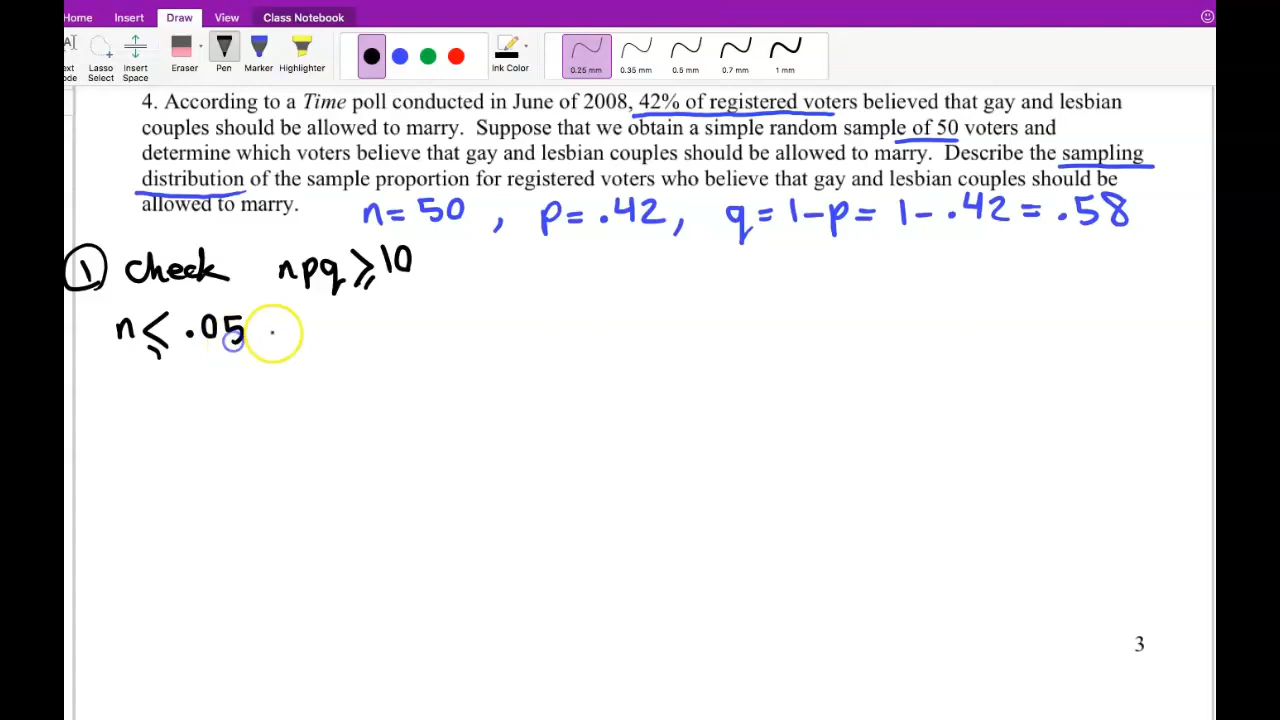 Home Insert Draw View Class Notebook
Lasso Select
Insert Space
Eraser
Pen
Marker
Highlighter
Ink Color
0.25 mm
0.35 mm
0.5 mm
0.7 mm
1 mm
4. According to a Time poll conducted in June of 2008, 42% of registered voters believed that gay and lesbian
couples should be allowed to marry. Suppose that we obtain a simple random sample of 50 voters and
determine which voters believe that gay and lesbian couples should be allowed to marry. Describe the sampling
distribution of the sample proportion for registered voters who believe that gay and lesbian couples should be
allowed to marry.
n = 50 , p = .42, q = 1 - p = 1 - .42 = .58
① check npq ≥ 10
n ≤ .05
3